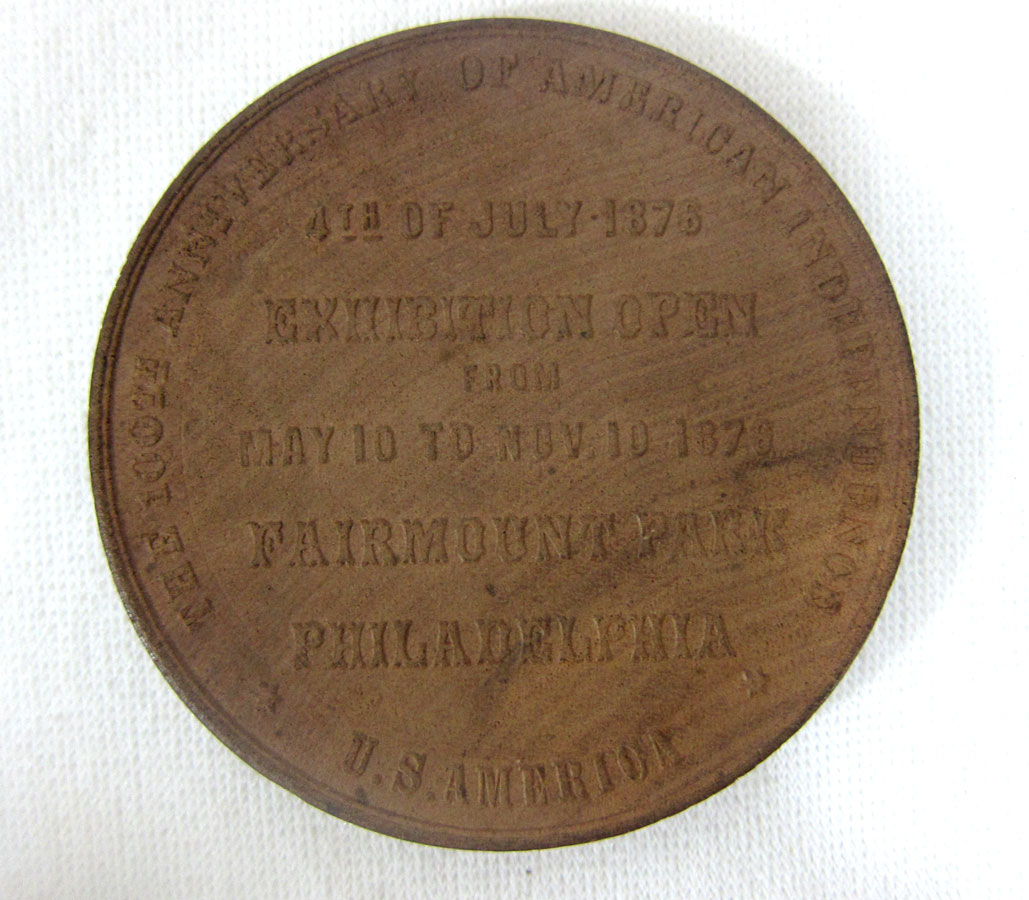 THE 100TH ANNIVERSARY OF AMERICAN INDEPENDENCE
4TH OF JULY·1876
EXHIBITION OPEN
FROM
MAY 10 TO NOV. 10 1876
FAIRMOUNT PARK
PHILADELPHIA
U.S. AMERICA